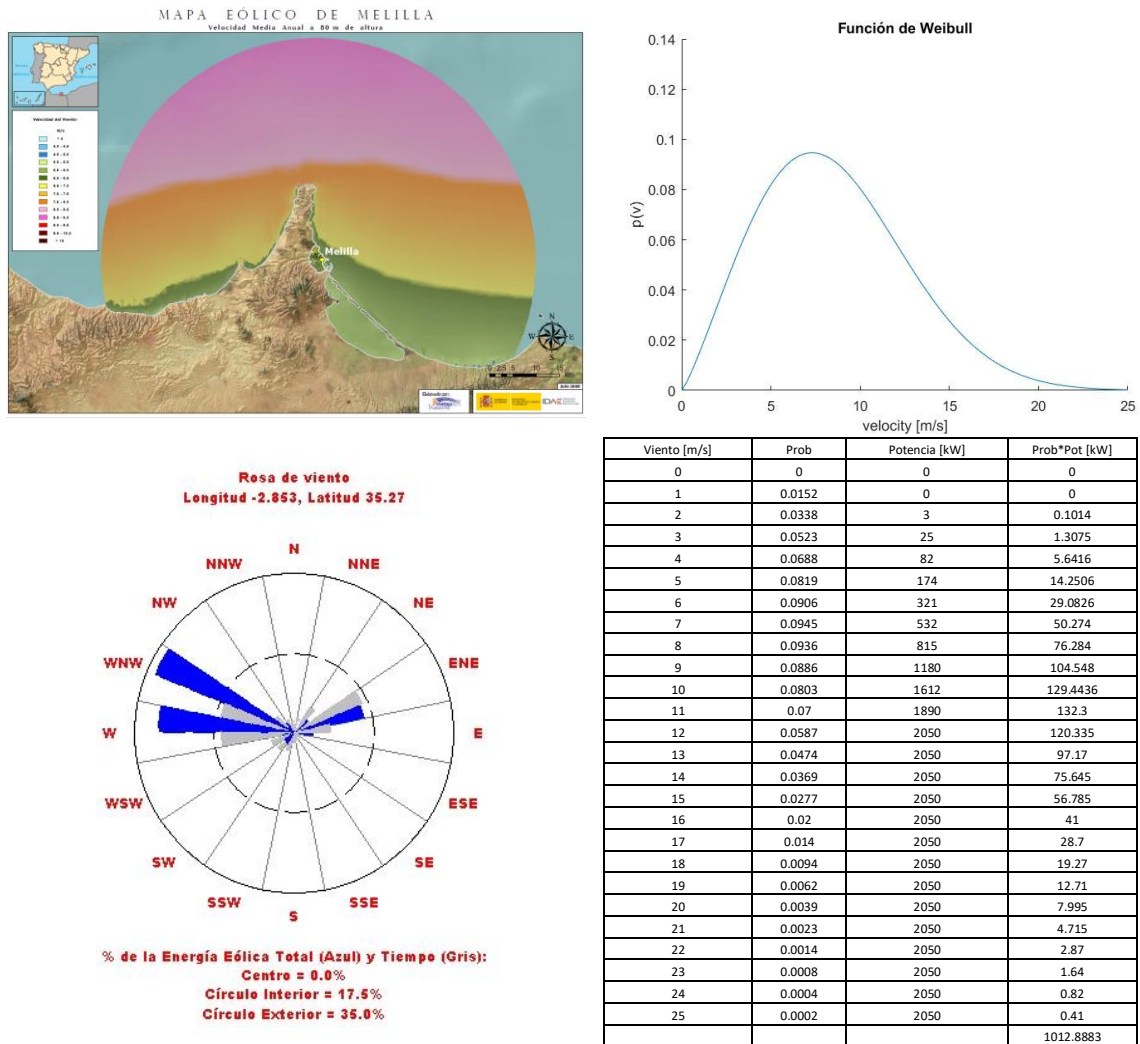 MAPA EÓLICO DE MELILLA
Velocidad Media Anual a 80 m de altura
Velocidad del Viento:
Melilla
N
W E
S
0 2.5 5 10 15
Función de Weibull
0.14
0.12
0.1
0.08
0.06
0.04
0.02
0
p(v)
0 5 10 15 20 25
velocity [m/s]
Rosa de viento
Longitud -2.853, Latitud 35.27
N
NNW NNE
NW NE
WNW ENE
W E
WSW ESE
SW SE
SSW SSE
S
% de la Energía Eólica Total (Azul) y Tiempo (Gris):
Centro = 0.0%
Círculo Interior = 17.5%
Círculo Exterior = 35.0%
Viento [m/s] Prob Potencia [kW] Prob*Pot [kW]
0 0 0 0
1 0.0152 0 0
2 0.0338 3 0.1014
3 0.0523 25 1.3075
4 0.0688 82 5.6416
5 0.0819 174 14.2506
6 0.0906 321 29.0826
7 0.0945 532 50.274
8 0.0936 815 76.284
9 0.0886 1180 104.548
10 0.0803 1612 129.4436
11 0.07 1890 132.3
12 0.0587 2050 120.335
13 0.0474 2050 97.17
14 0.0369 2050 75.645
15 0.0277 2050 56.785
16 0.02 2050 41
17 0.014 2050 28.7
18 0.0094 2050 19.27
19 0.0062 2050 12.71
20 0.0039 2050 7.995
21 0.0023 2050 4.715
22 0.0014 2050 2.87
23 0.0008 2050 1.64
24 0.0004 2050 0.82
25 0.0002 2050 0.41
1012.8883